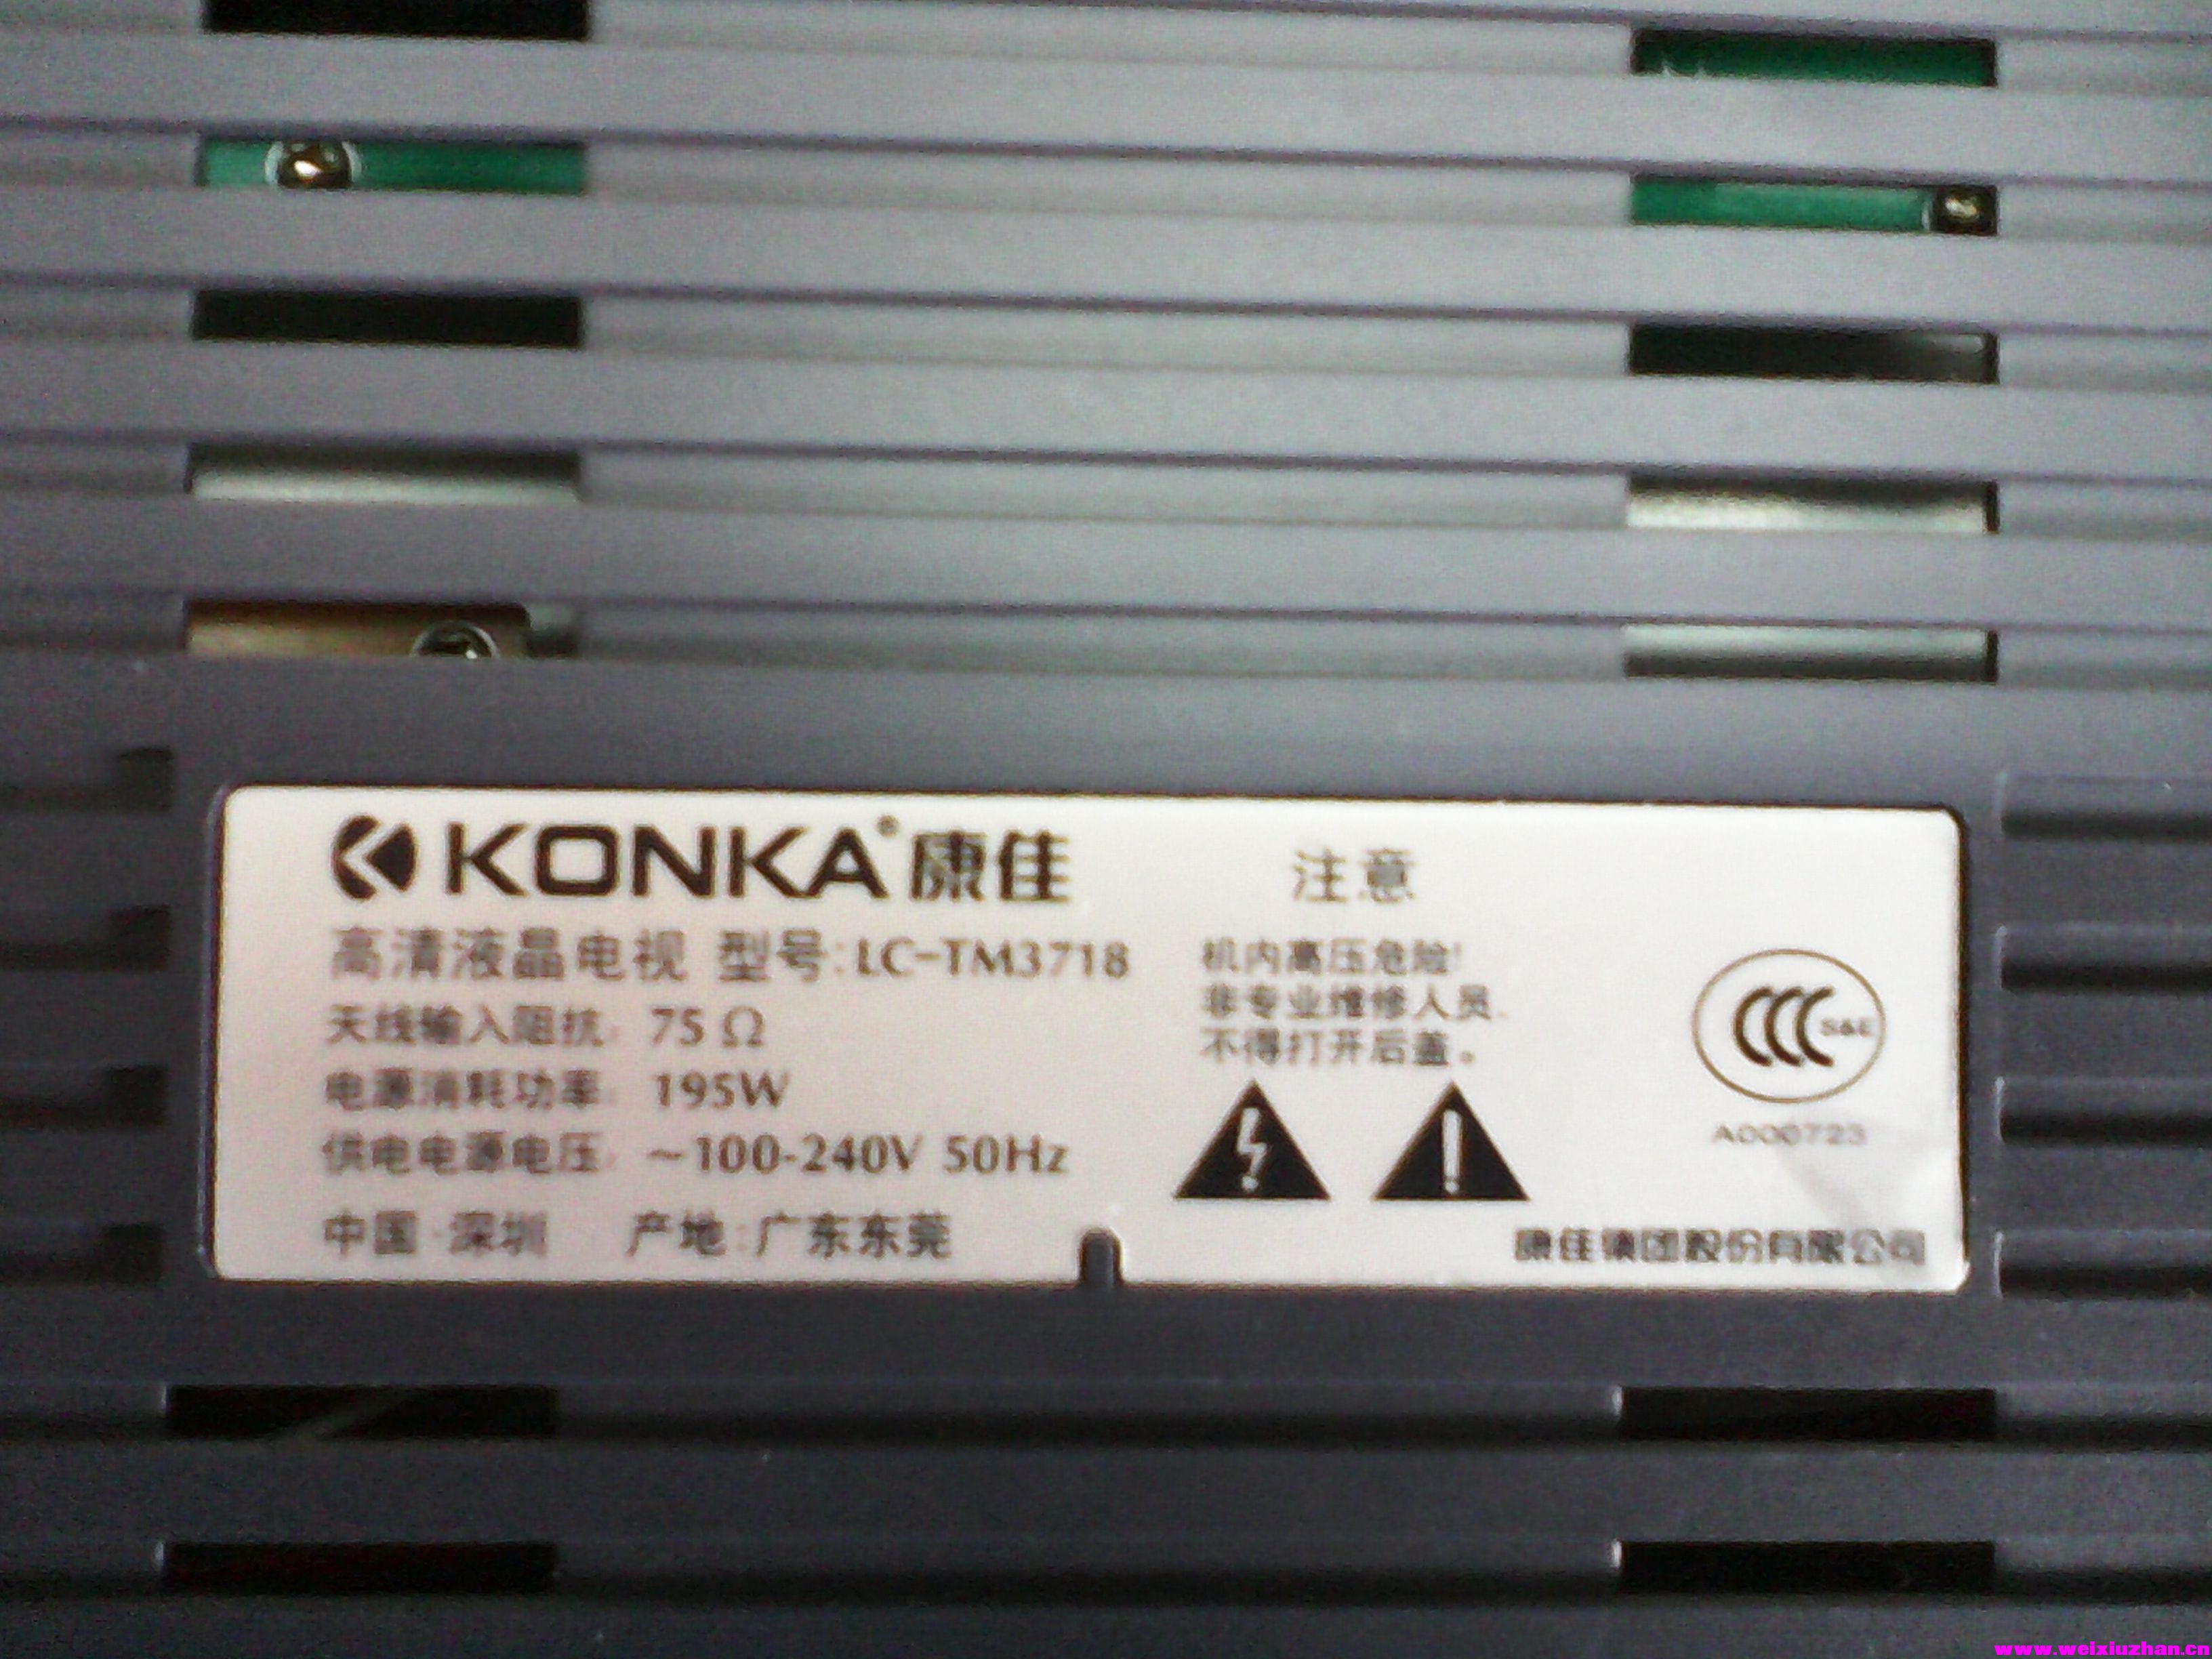 KONKA® 康佳
高清液晶电视 型号:LC-TM3718
天线输入阻抗: 75Ω
电源消耗功率: 195W
供电电源电压: ~100-240V 50Hz
中国·深圳 产地:广东东莞
注意
机内高压危险!
非专业维修人员,
不得打开后盖。
S&E
A000723
康佳集团股份有限公司
www.weixiuzhan.cn